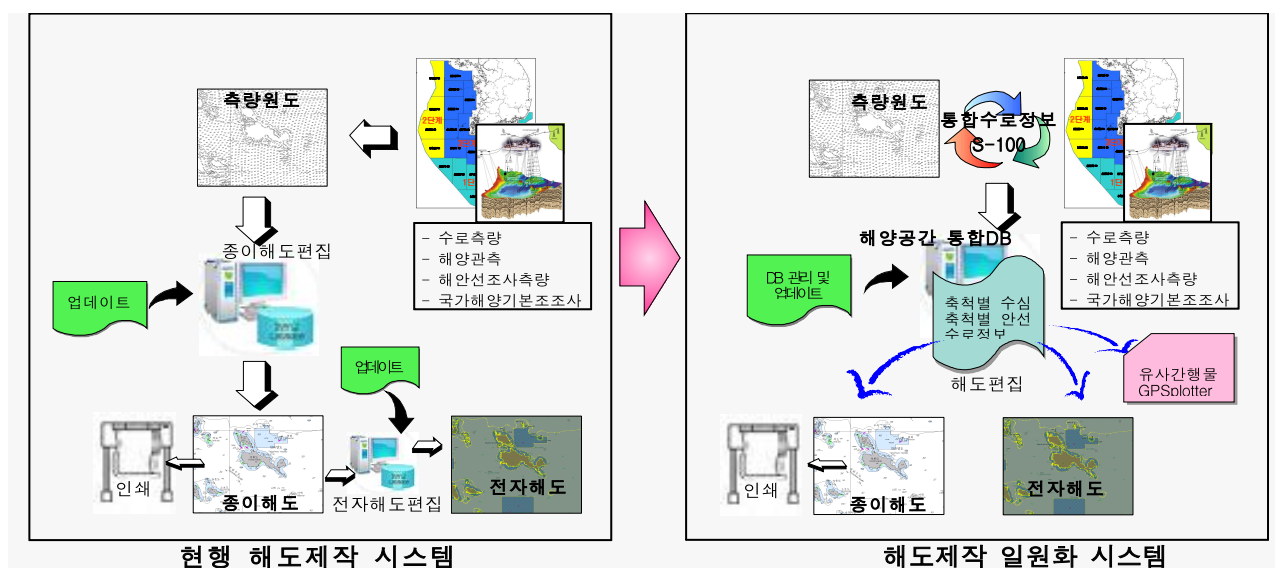 측량원도
2단계
- 수로측량
- 해양관측
- 해안선조사측량
- 국가해양기본조조사
종이해도편집
업데이트
업데이트
인쇄
종이해도
전자해도편집
전자해도
현행 해도제작 시스템
측량원도
통합수로정보
S-100
2단계
- 수로측량
- 해양관측
- 해안선조사측량
- 국가해양기본조조사
해양공간 통합DB
DB 관리 및
업데이트
축척별 수심
축척별 안선
수로정보
해도편집
유사간행물
GPSplotter
인쇄
종이해도
전자해도
해도제작 일원화 시스템